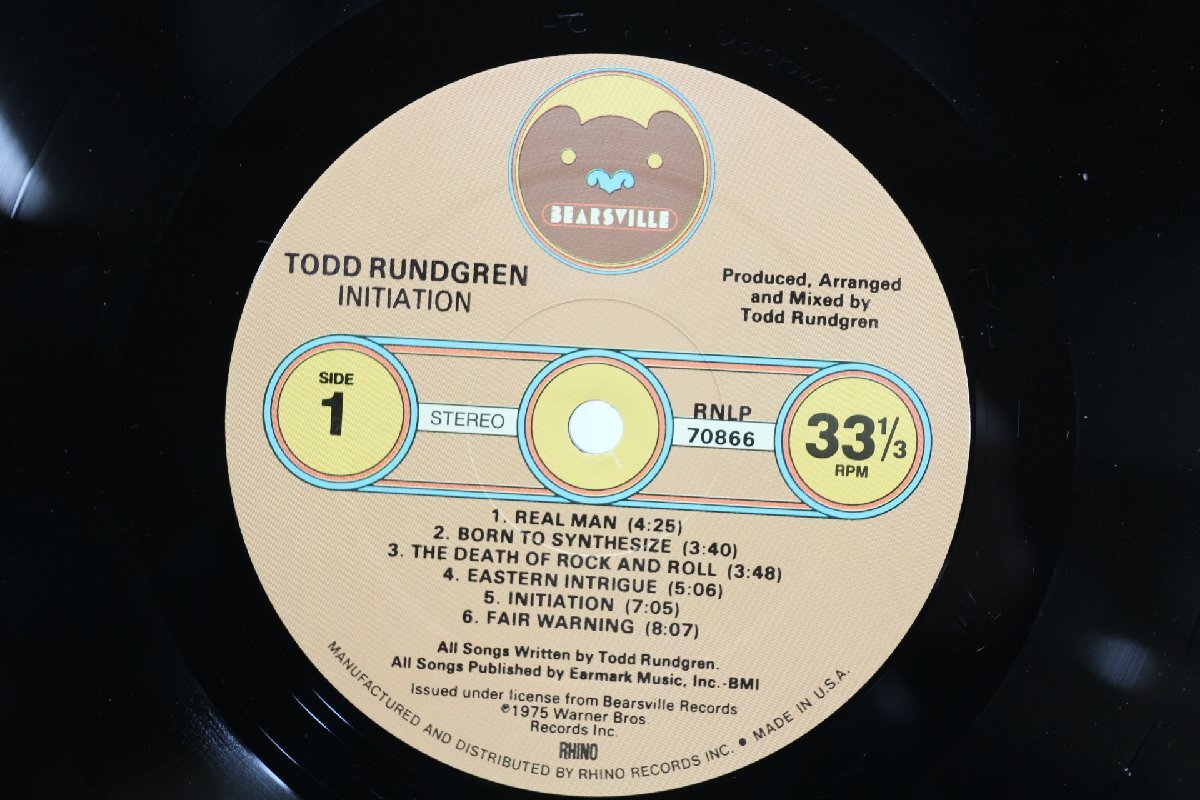 BEARSVILLE
TODD RUNDGREN
INITIATION
Produced, Arranged
and Mixed by
Todd Rundgren
SIDE
1
STEREO
RNLP
70866
33 1/3
RPM
1. REAL MAN (4:25)
2. BORN TO SYNTHESIZE (3:40)
3. THE DEATH OF ROCK AND ROLL (3:48)
4. EASTERN INTRIGUE (5:06)
5. INITIATION (7:05)
6. FAIR WARNING (8:07)
All Songs Written by Todd Rundgren.
All Songs Published by Earmark Music, Inc.-BMI
Issued under license from Bearsville Records
℗1975 Warner Bros.
Records Inc.
RHINO
MANUFACTURED AND DISTRIBUTED BY RHINO RECORDS INC. ● MADE IN U.S.A.